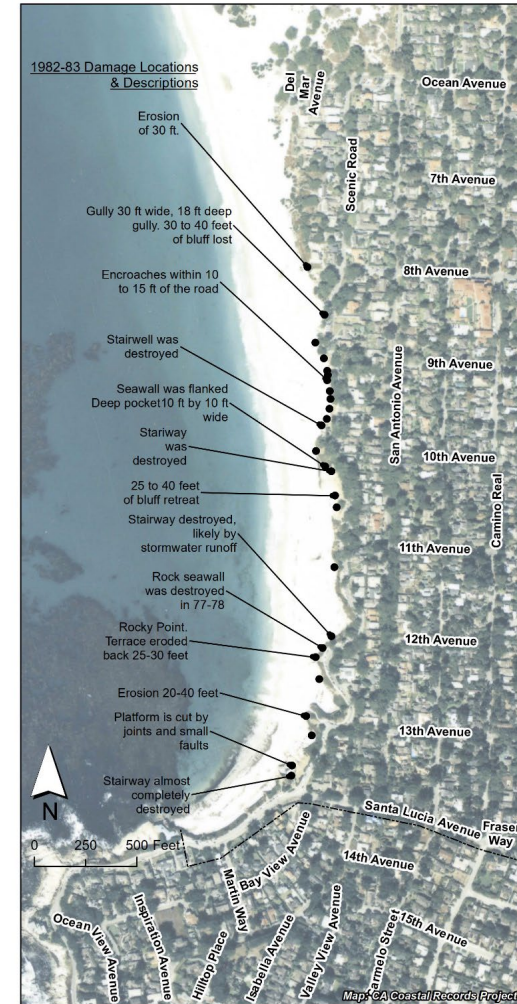 1982-83 Damage Locations
& Descriptions
Del
Mar
Avenue
Ocean Avenue
Erosion
of 30 ft.
Scenic Road
7th Avenue
Gully 30 ft wide, 18 ft deep
gully. 30 to 40 feet
of bluff lost
8th Avenue
Encroaches within 10
to 15 ft of the road
Stairwell was
destroyed
9th Avenue
San Antonio Avenue
Seawall was flanked
Deep pocket10 ft by 10 ft
wide
Stariway
was
destroyed
10th Avenue
Camino Real
25 to 40 feet
of bluff retreat
Stairway destroyed,
likely by
stormwater runoff
11th Avenue
Rock seawall
was destroyed
in 77-78
Rocky Point.
Terrace eroded
back 25-30 feet
12th Avenue
Erosion 20-40 feet
Platform is cut by
joints and small
faults
13th Avenue
Stairway almost
completely
destroyed
N
Santa Lucia Avenue
Fraser
Way
0 250 500 Feet
Bay View Avenue
14th Avenue
Martin Way
Ocean View Avenue
Inspiration Avenue
Hilltop Place
Isabella Avenue
Valley View Avenue
Carmelo Street
15th Avenue
Map: CA Coastal Records Project